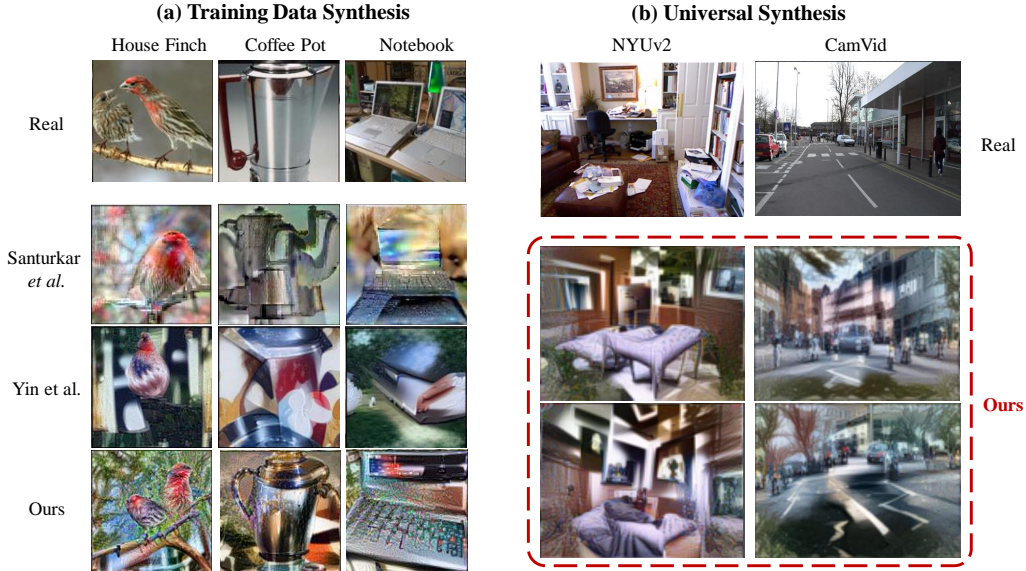 (a) Training Data Synthesis
House Finch Coffee Pot Notebook
Real
Santurkar
et al.
Yin et al.
Ours
(b) Universal Synthesis
NYUv2 CamVid
Real
Ours